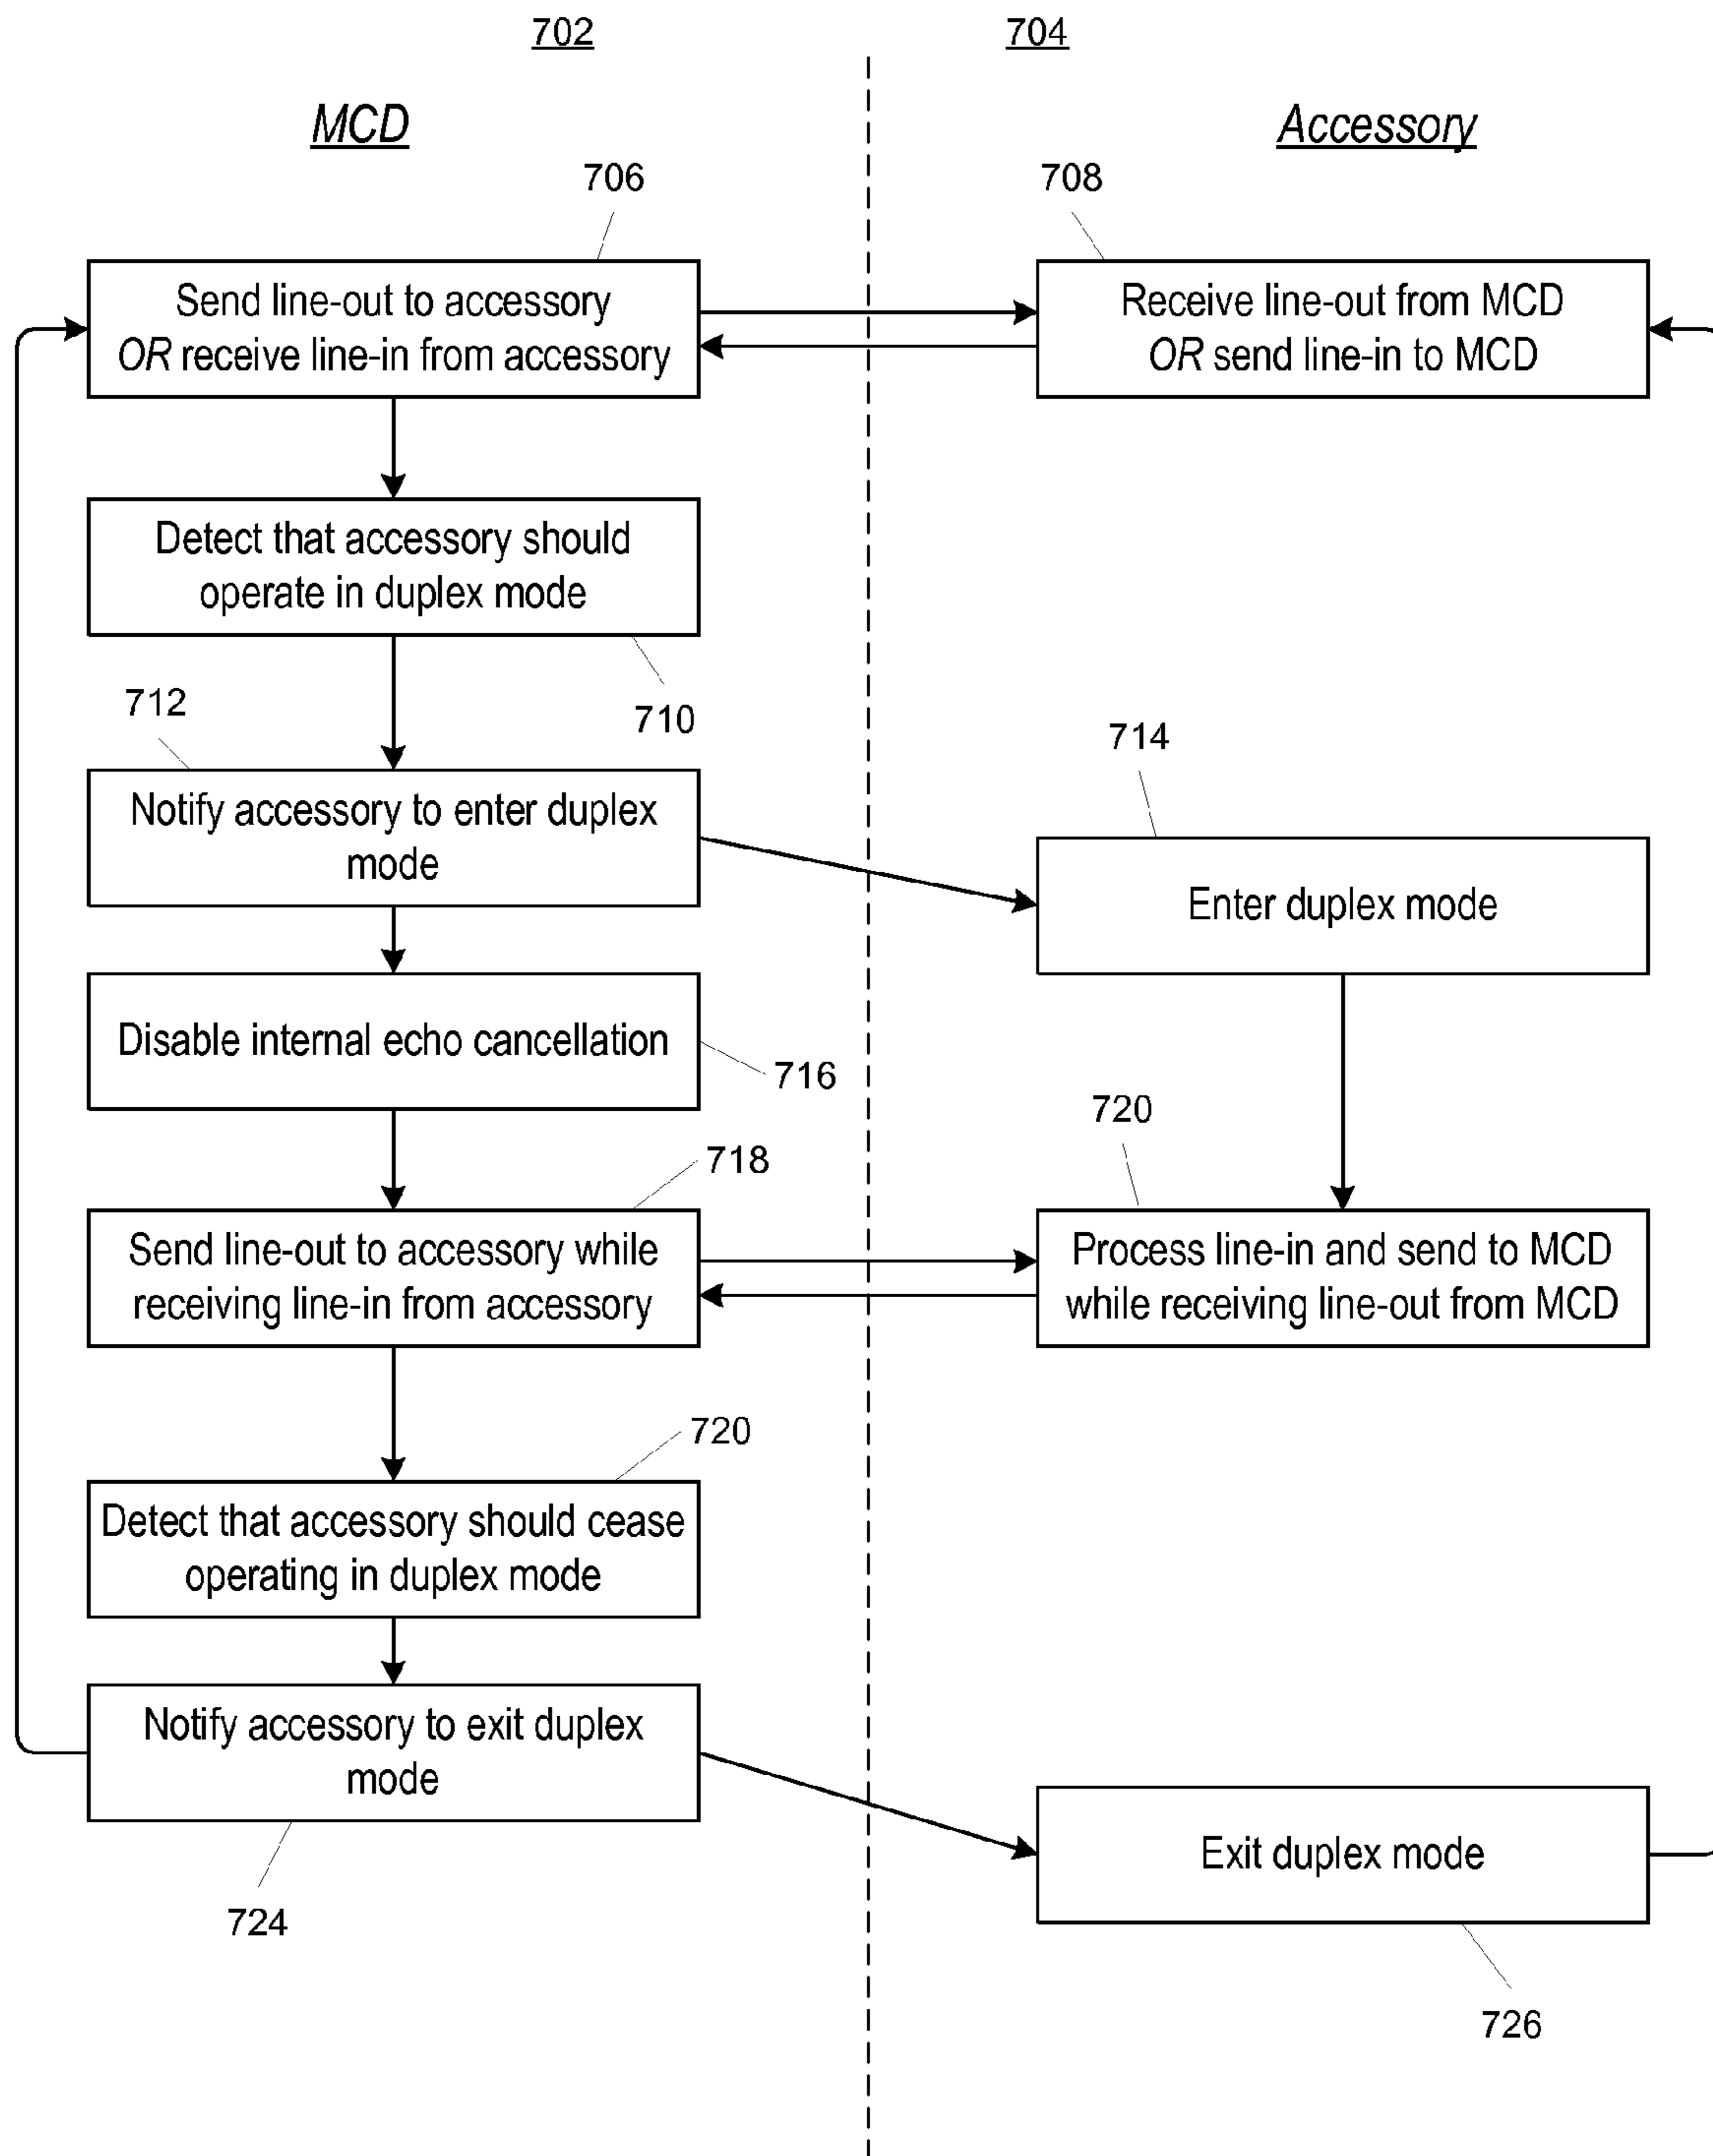 702
704
MCD
Accessory
706
708
Send line-out to accessory
OR receive line-in from accessory
Receive line-out from MCD
OR send line-in to MCD
Detect that accessory should
operate in duplex mode
710
712
714
Notify accessory to enter duplex
mode
Enter duplex mode
Disable internal echo cancellation
716
718
720
Send line-out to accessory while
receiving line-in from accessory
Process line-in and send to MCD
while receiving line-out from MCD
720
Detect that accessory should cease
operating in duplex mode
Notify accessory to exit duplex
mode
724
Exit duplex mode
726